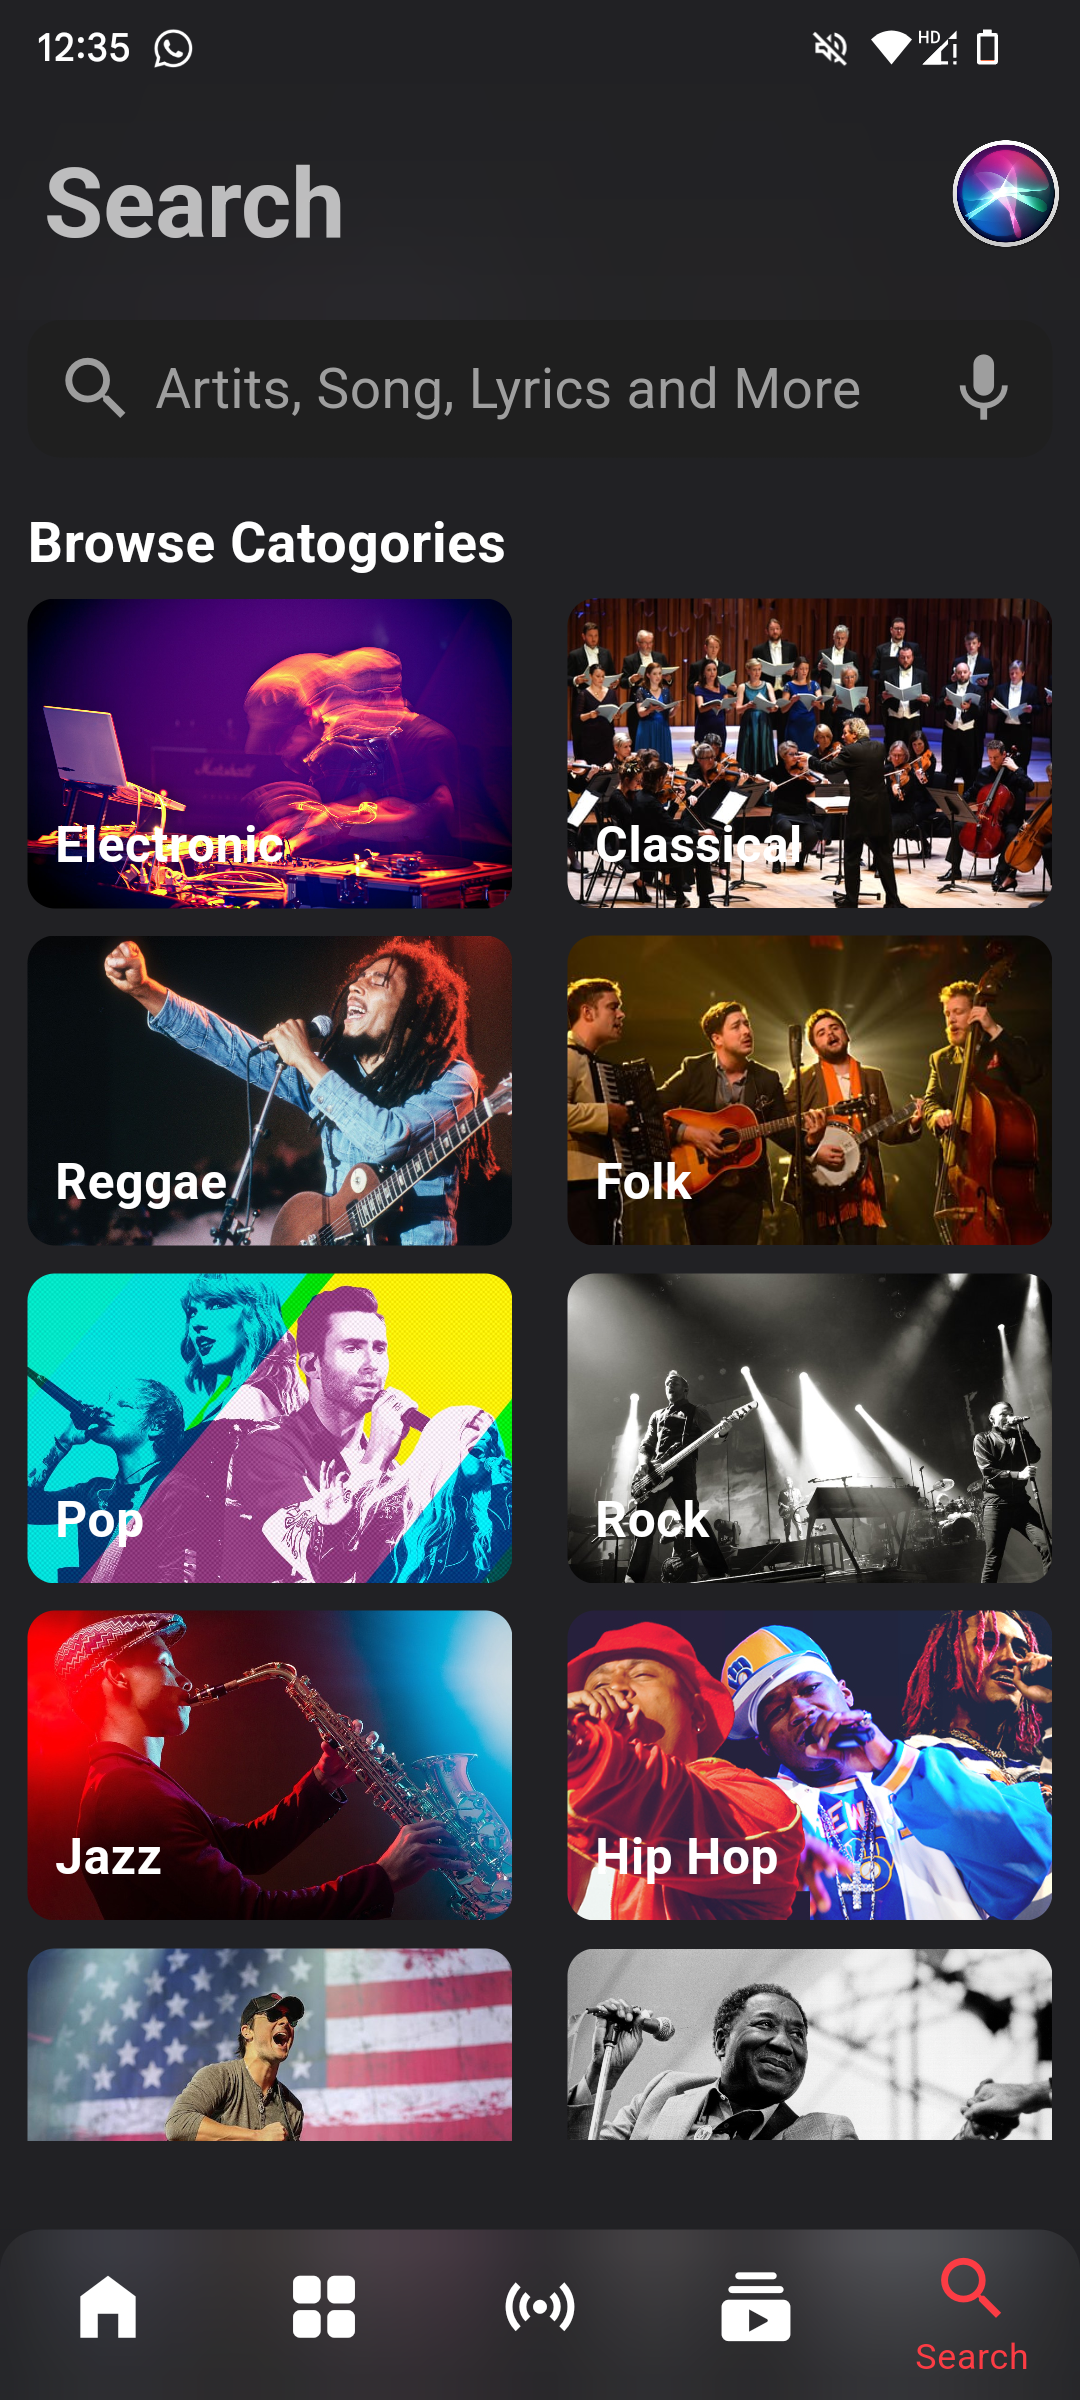 12:35
HD
Search
Artits, Song, Lyrics and More
Browse Catogories
Marshall
Electronic
Classical
Reggae
Folk
Pop
Rock
Jazz
Hip Hop
Search